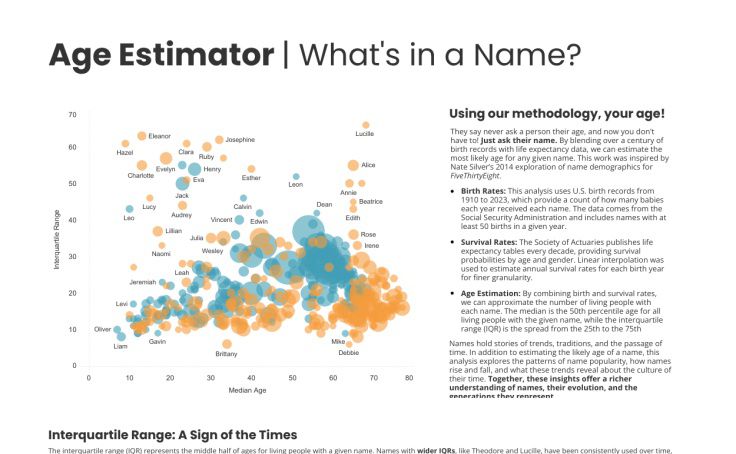 Age Estimator | What's in a Name?
70
60
50
40
30
20
10
0
Interquartile Range
0
10
20
30
40
50
60
70
80
Median Age
Eleanor
Hazel
Clara
Josephine
Ruby
Evelyn
Charlotte
Henry
Eva
Jack
Esther
Lucille
Alice
Leon
Annie
Beatrice
Lucy
Leo
Audrey
Calvin
Vincent
Edwin
Dean
Edith
Lillian
Julia
Rose
Irene
Naomi
Wesley
Leah
Jeremiah
Levi
Oliver
Liam
Gavin
Brittany
Mike
Debbie
Using our methodology, your age!
They say never ask a person their age, and now you don't
have to! Just ask their name. By blending over a century of
birth records with life expectancy data, we can estimate the
most likely age for any given name. This work was inspired by
Nate Silver's 2014 exploration of name demographics for
FiveThirtyEight.
• Birth Rates: This analysis uses U.S. birth records from
1910 to 2023, which provide a count of how many babies
each year received each name. The data comes from the
Social Security Administration and includes names with at
least 50 births in a given year.
• Survival Rates: The Society of Actuaries publishes life
expectancy tables every decade, providing survival
probabilities by age and gender. Linear interpolation was
used to estimate annual survival rates for each birth year
for finer granularity.
• Age Estimation: By combining birth and survival rates,
we can approximate the number of living people with
each name. The median is the 50th percentile age for all
living people with the given name, while the interquartile
range (IQR) is the spread from the 25th to the 75th
Names hold stories of trends, traditions, and the passage of
time. In addition to estimating the likely age of a name, this
analysis explores the patterns of name popularity, how names
rise and fall, and what these trends reveal about the culture of
their time. Together, these insights offer a richer
understanding of names, their evolution, and the
generations they represent
Interquartile Range: A Sign of the Times
The interquartile range (IQR) represents the middle half of ages for living people with a given name. Names with wider IQRs, like Theodore and Lucille, have been consistently used over time,